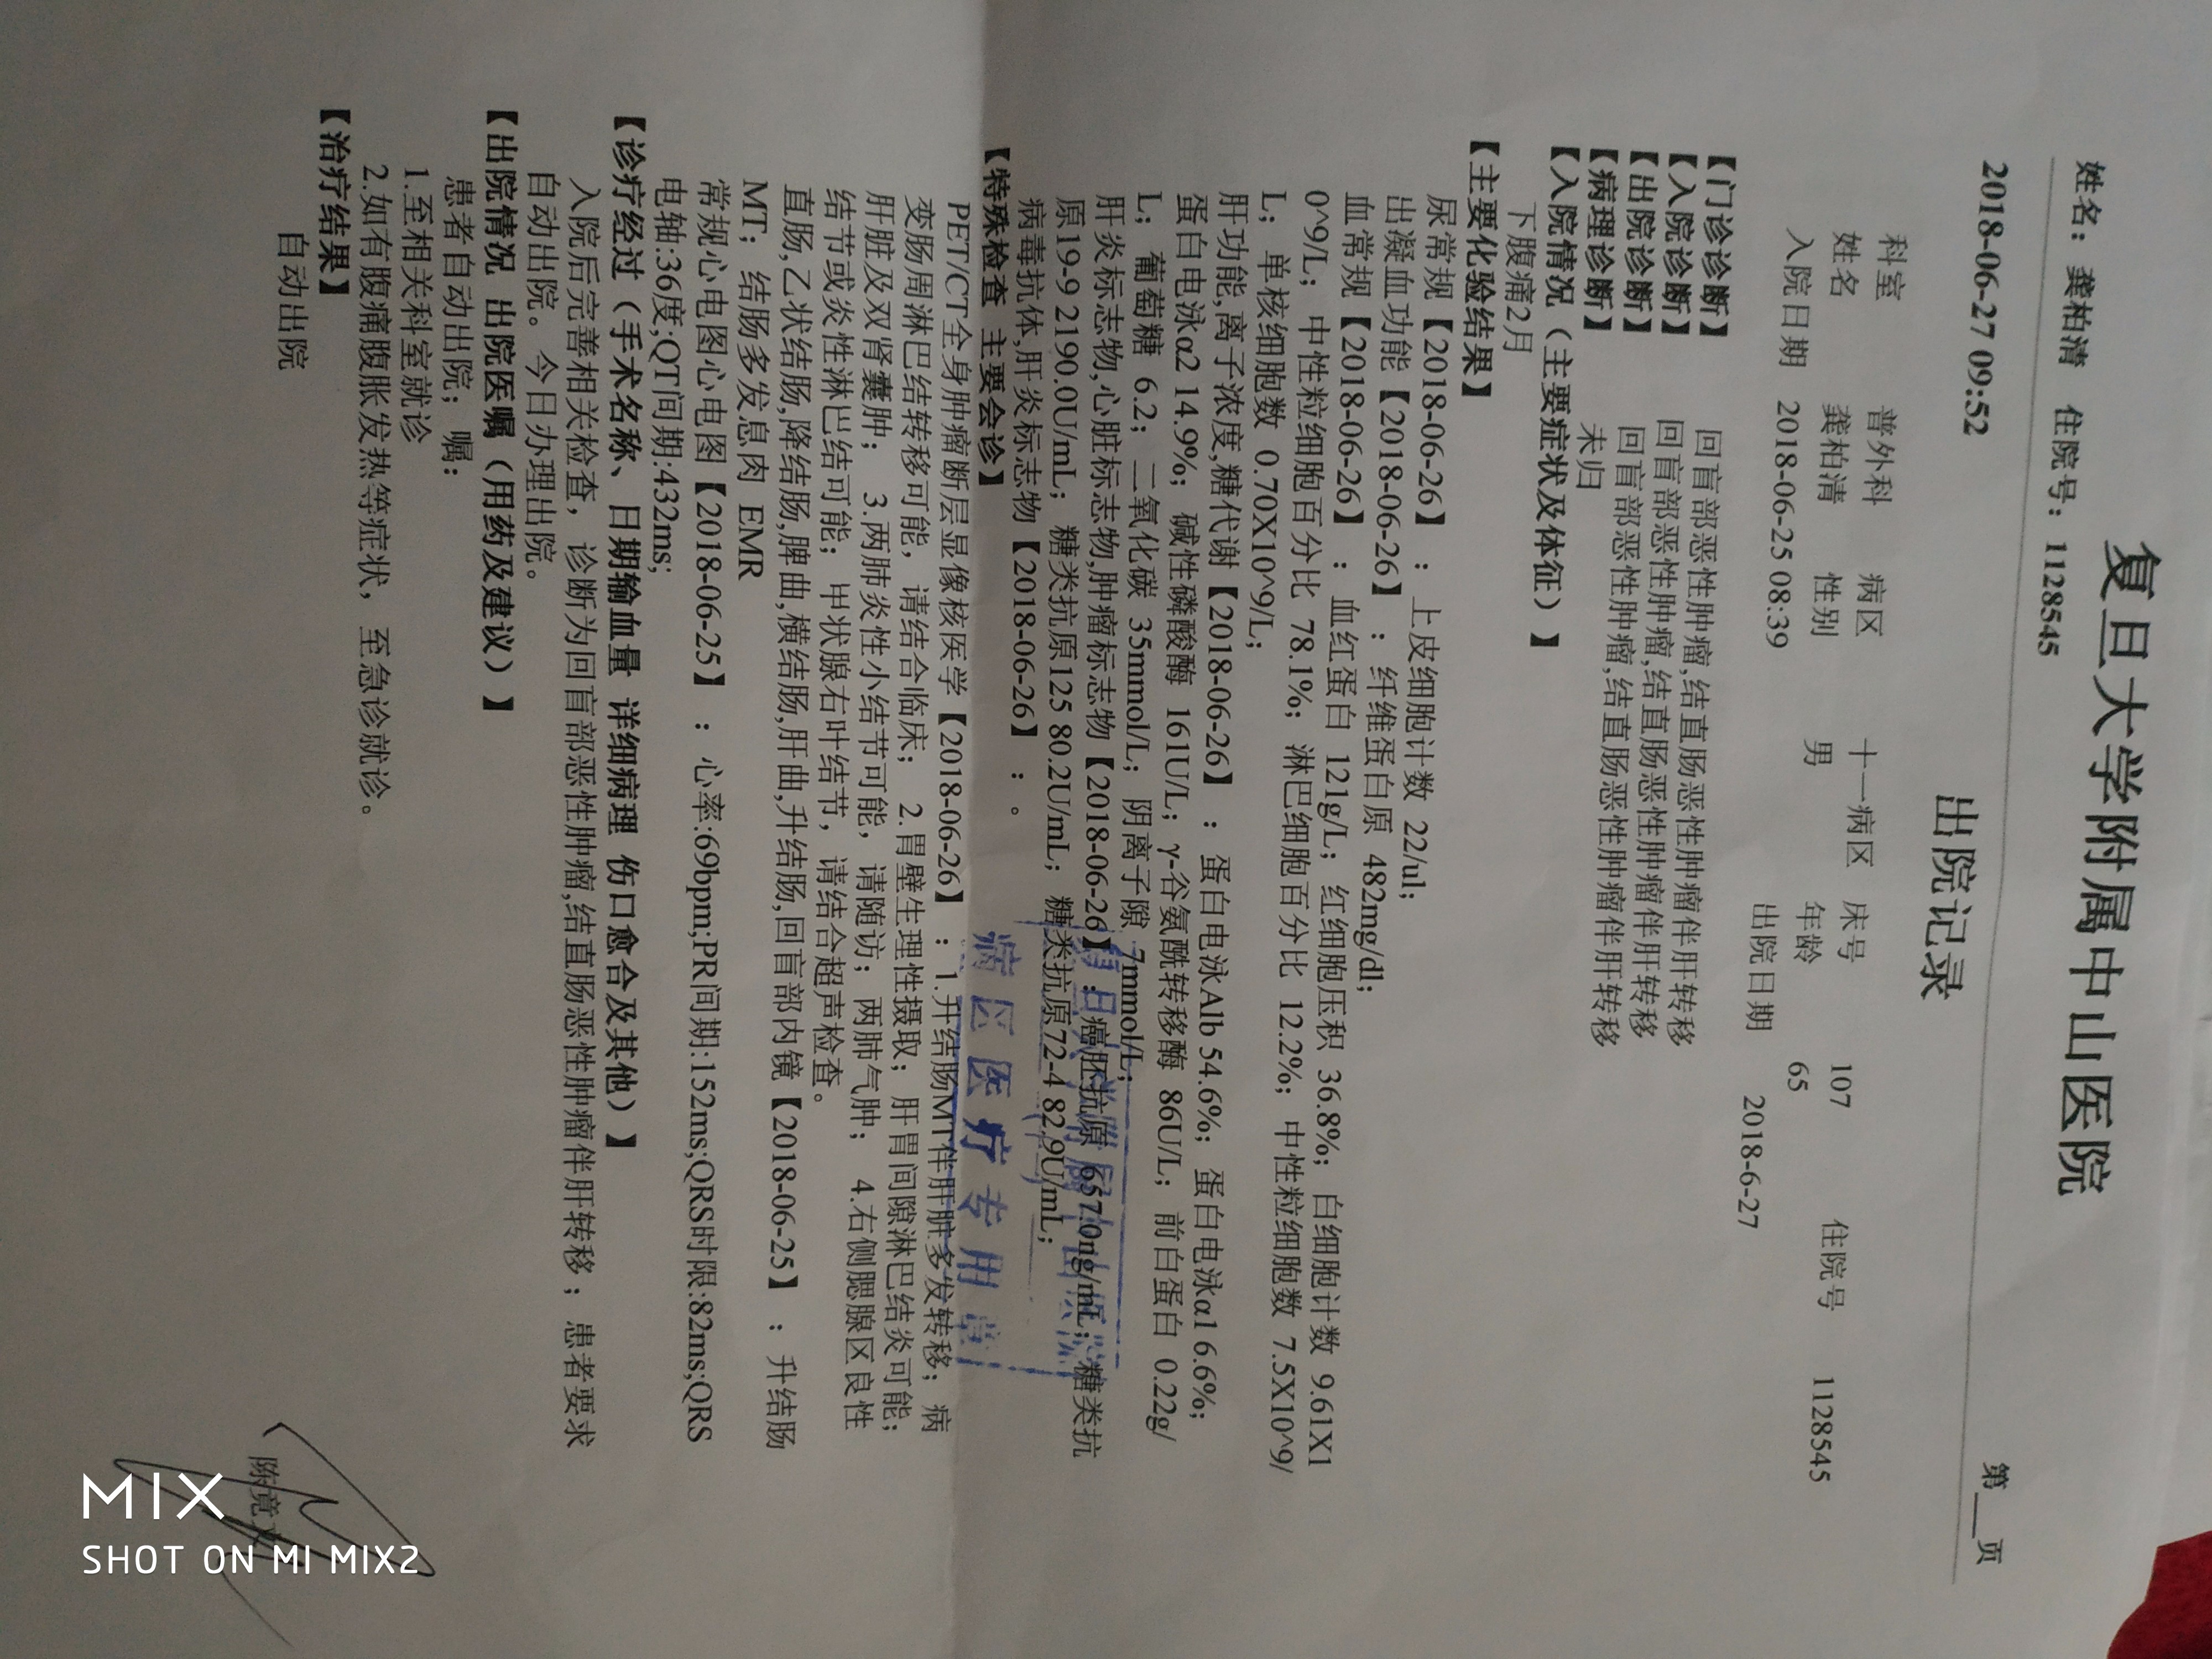 复旦大学附属中山医院
姓名：龚柏清 住院号：1128545 第___页
2018-06-27 09:52
出院记录
科室 普外科 病区 十一病区 床号 107 住院号 1128545
姓名 龚柏清 性别 男 年龄 65
入院日期 2018-06-25 08:39 出院日期 2018-6-27
【门诊诊断】 回盲部恶性肿瘤,结直肠恶性肿瘤伴肝转移
【入院诊断】 回盲部恶性肿瘤,结直肠恶性肿瘤伴肝转移
【出院诊断】 回盲部恶性肿瘤,结直肠恶性肿瘤伴肝转移
【病理诊断】 未归
【入院情况（主要症状及体征）】
下腹痛2月
【主要化验结果】
尿常规【2018-06-26】：上皮细胞计数 22/ul;
出凝血功能【2018-06-26】：纤维蛋白原 482mg/dl;
血常规【2018-06-26】：血红蛋白 121g/L; 红细胞压积 36.8%; 白细胞计数 9.61X1
0^9/L; 中性粒细胞百分比 78.1%; 淋巴细胞百分比 12.2%; 中性粒细胞数 7.5X10^9/
L; 单核细胞数 0.70X10^9/L;
肝功能,离子浓度,糖代谢【2018-06-26】：蛋白电泳Alb 54.6%; 蛋白电泳α1 6.6%;
蛋白电泳α2 14.9%; 碱性磷酸酶 161U/L; γ-谷氨酰转移酶 86U/L; 前白蛋白 0.22g/
L; 葡萄糖 6.2; 二氧化碳 35mmol/L; 阴离子隙 7mmol/L;
肝炎标志物,心脏标志物,肿瘤标志物【2018-06-26】:癌胚抗原 657.0ng/mL; 糖类抗
原19-9 2190.0U/mL; 糖类抗原125 80.2U/mL; 糖类抗原72-4 82.9U/mL;
病毒抗体,肝炎标志物【2018-06-26】：。
【特殊检查 主要会诊】
PET/CT全身肿瘤断层显像核医学【2018-06-26】：1.升结肠MT伴肝脏多发转移; 病
变肠周淋巴结转移可能，请结合临床; 2.胃壁生理性摄取; 肝胃间隙淋巴结炎可能;
肝脏及双肾囊肿; 3.两肺炎性小结节可能，请随访; 两肺气肿; 4.右侧腮腺区良性
结节或炎性淋巴结可能; 甲状腺右叶结节，请结合超声检查。
直肠,乙状结肠,降结肠,脾曲,横结肠,肝曲,升结肠,回盲部内镜【2018-06-25】：升结肠
MT; 结肠多发息肉 EMR
常规心电图心电图【2018-06-25】：心率:69bpm;PR间期:152ms;QRS时限:82ms;QRS
电轴:36度;QT间期:432ms;
【诊疗经过（手术名称、日期输血量 详细病理 伤口愈合及其他）】
入院后完善相关检查，诊断为回盲部恶性肿瘤,结直肠恶性肿瘤伴肝转移；患者要求
自动出院。今日办理出院。
【出院情况 出院医嘱（用药及建议）】
患者自动出院；嘱：
1.至相关科室就诊
2.如有腹痛腹胀发热等症状，至急诊就诊。
【治疗结果】
自动出院
复旦大学附属中山医院
病区医疗专用章
MIX
SHOT ON MI MIX2